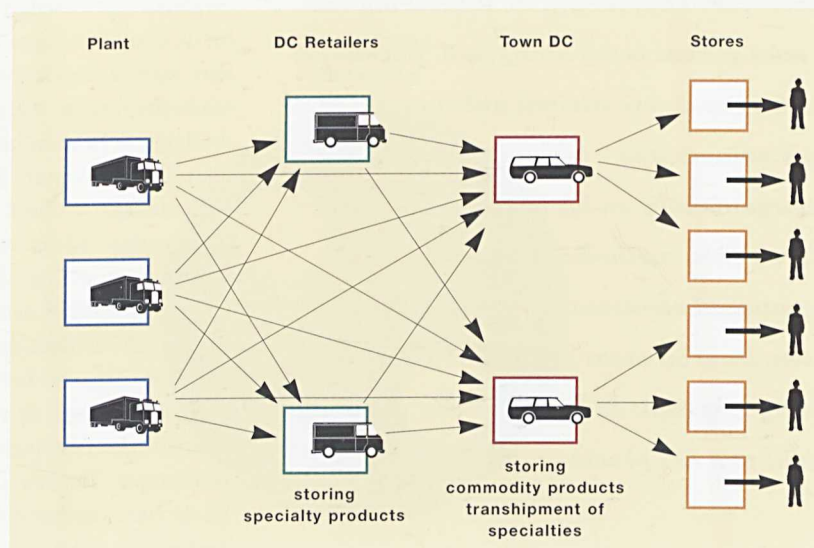 Plant
DC Retailers
Town DC
Stores
storing
specialty products
storing
commodity products
transhipment of
specialties